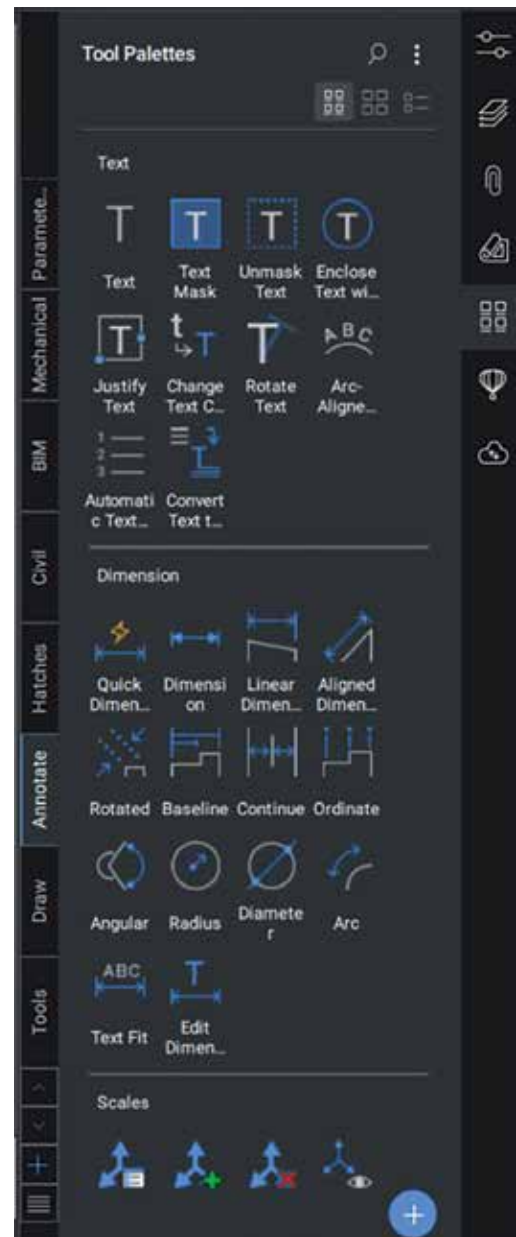 Tool Palettes
Text
Text
Text
Mask
Unmask
Text
Enclose
Text wi...
Justify
Text
Change
Text C...
Rotate
Text
Arc-
Aligne...
Automati
c Text...
Convert
Text t...
Dimension
Quick
Dimen...
Dimensi
on
Linear
Dimen...
Aligned
Dimen...
Rotated
Baseline
Continue
Ordinate
Angular
Radius
Diamete
r
Arc
ABC
Text Fit
Edit
Dimen...
Scales
Paramete...
Mechanical
BIM
Civil
Hatches
Annotate
Draw
Tools